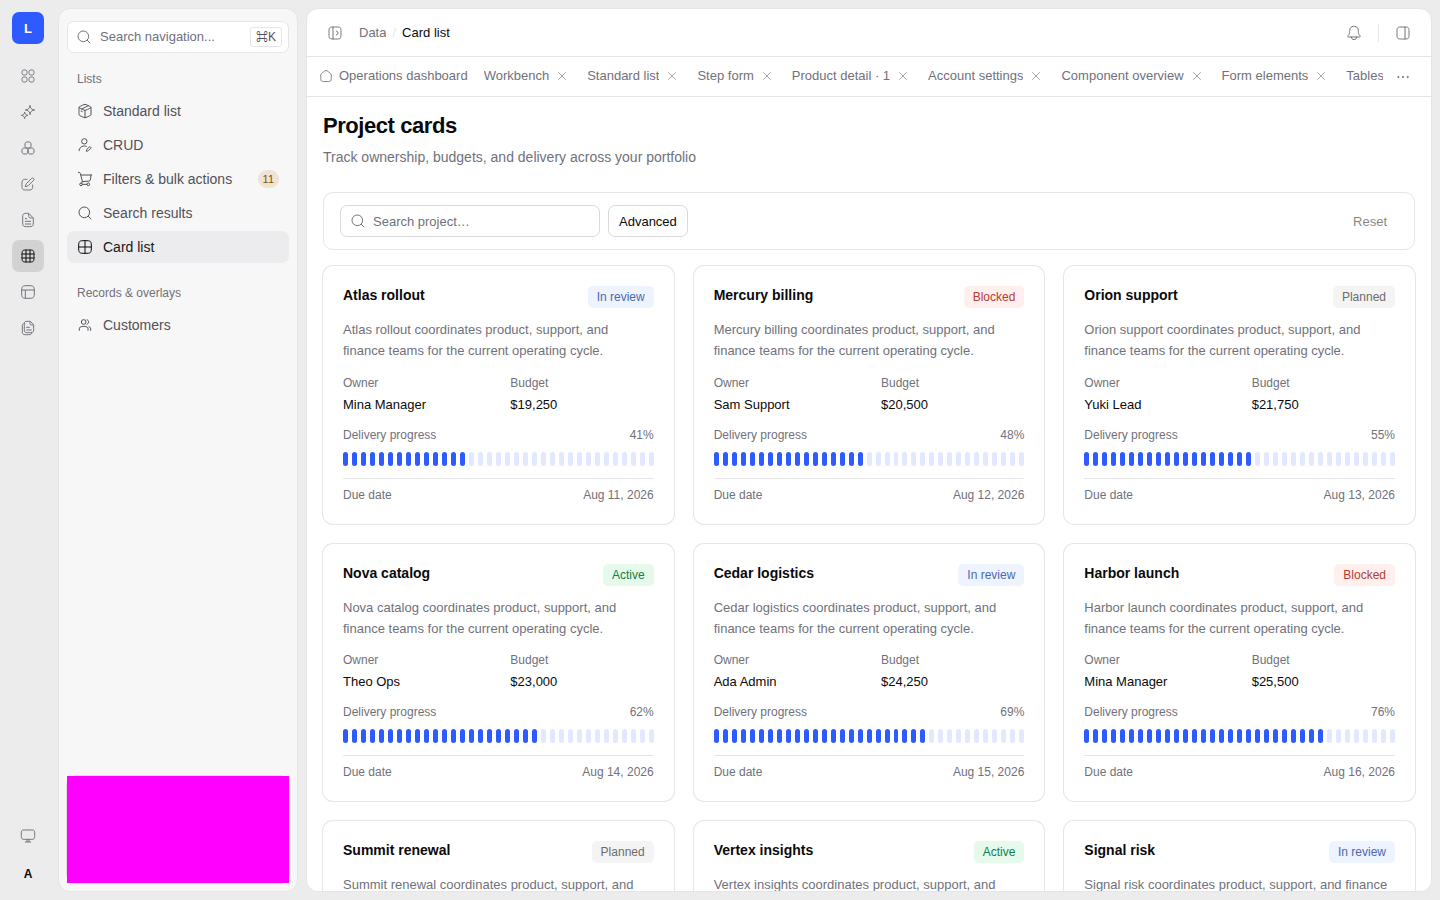 L
Search navigation...
⌘K
Lists
Standard list
CRUD
Filters & bulk actions
11
Search results
Card list
Records & overlays
Customers
A
Data / Card list
Operations dashboard
Workbench
Standard list
Step form
Product detail · 1
Account settings
Component overview
Form elements
Tables
Project cards
Track ownership, budgets, and delivery across your portfolio
Search project…
Advanced
Reset
Atlas rollout
In review
Atlas rollout coordinates product, support, and
finance teams for the current operating cycle.
Owner
Budget
Mina Manager
$19,250
Delivery progress
41%
Due date
Aug 11, 2026
Mercury billing
Blocked
Mercury billing coordinates product, support, and
finance teams for the current operating cycle.
Owner
Budget
Sam Support
$20,500
Delivery progress
48%
Due date
Aug 12, 2026
Orion support
Planned
Orion support coordinates product, support, and
finance teams for the current operating cycle.
Owner
Budget
Yuki Lead
$21,750
Delivery progress
55%
Due date
Aug 13, 2026
Nova catalog
Active
Nova catalog coordinates product, support, and
finance teams for the current operating cycle.
Owner
Budget
Theo Ops
$23,000
Delivery progress
62%
Due date
Aug 14, 2026
Cedar logistics
In review
Cedar logistics coordinates product, support, and
finance teams for the current operating cycle.
Owner
Budget
Ada Admin
$24,250
Delivery progress
69%
Due date
Aug 15, 2026
Harbor launch
Blocked
Harbor launch coordinates product, support, and
finance teams for the current operating cycle.
Owner
Budget
Mina Manager
$25,500
Delivery progress
76%
Due date
Aug 16, 2026
Summit renewal
Planned
Summit renewal coordinates product, support, and
Vertex insights
Active
Vertex insights coordinates product, support, and
Signal risk
In review
Signal risk coordinates product, support, and finance